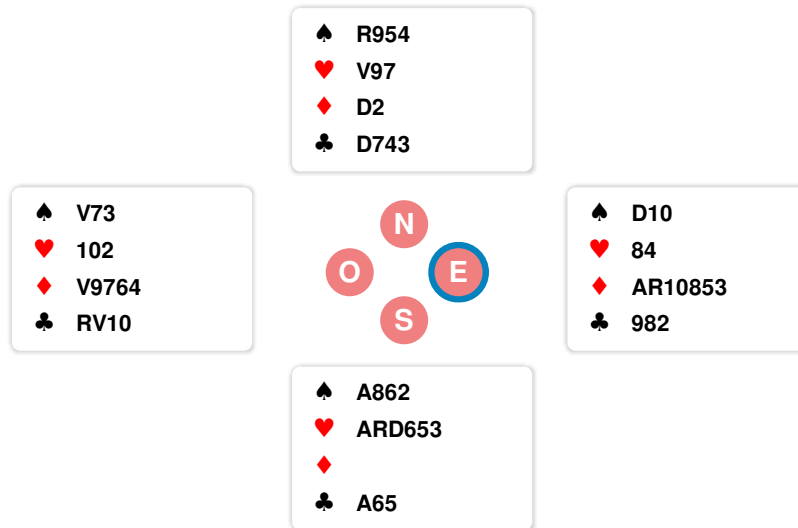 ♠ R954
♥ V97
♦ D2
♣ D743
♠ V73
♥ 102
♦ V9764
♣ RV10
N
O
E
S
♠ D10
♥ 84
♦ AR10853
♣ 982
♠ A862
♥ ARD653
♦
♣ A65